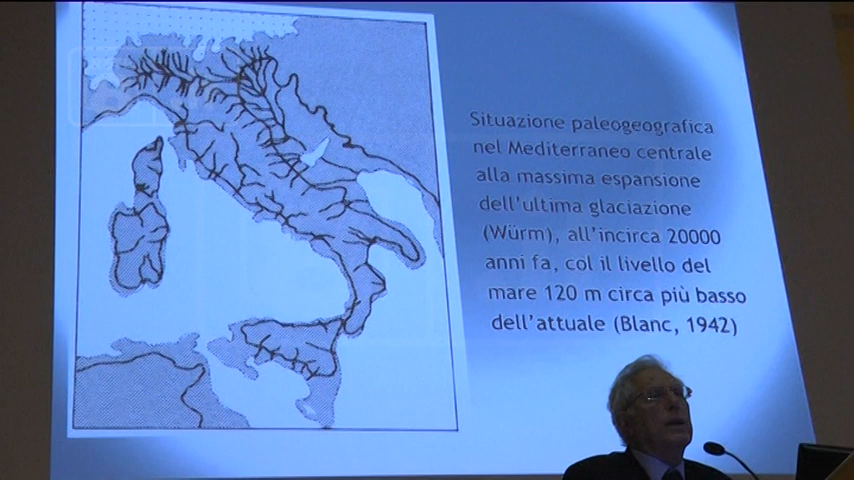 Situazione paleogeografica
nel Mediterraneo centrale
alla massima espansione
dell'ultima glaciazione
(Würm), all'incirca 20000
anni fa, col il livello del
mare 120 m circa più basso
dell'attuale (Blanc, 1942)